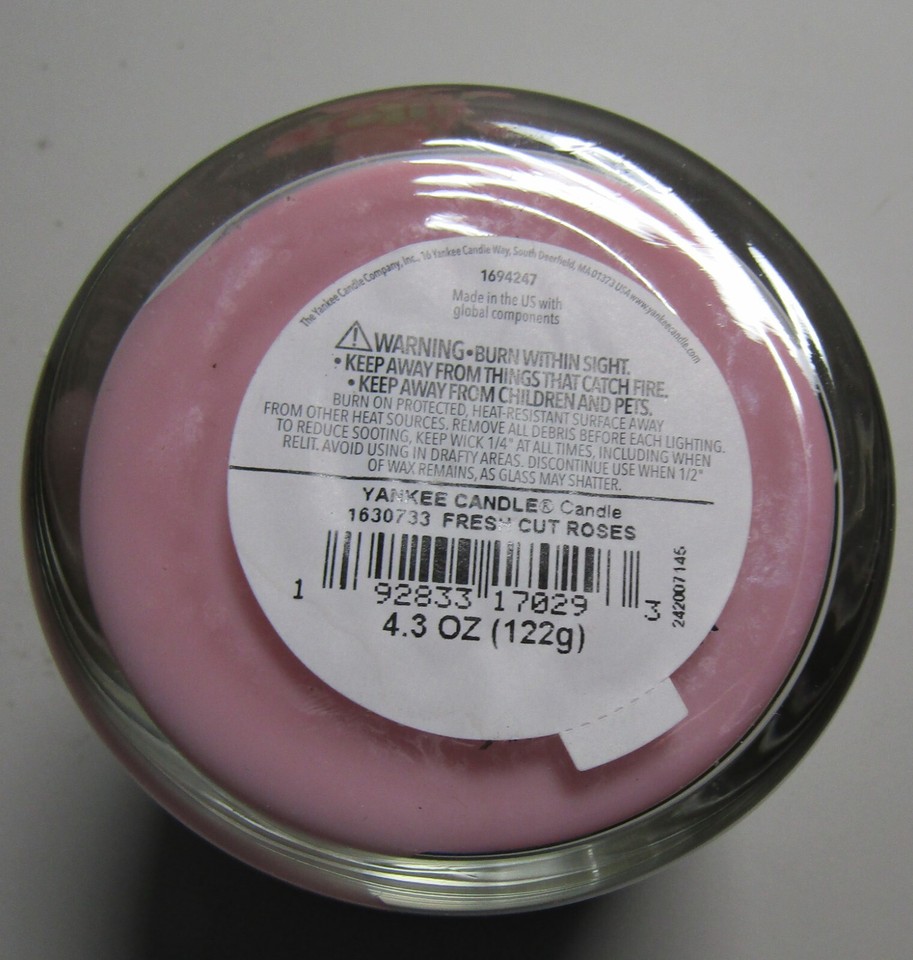 The Yankee Candle Company, Inc., 16 Yankee Candle Way, South Deerfield, MA 01373 USA www.yankeecandle.com
1694247
Made in the US with
global components
⚠WARNING•BURN WITHIN SIGHT.
• KEEP AWAY FROM THINGS THAT CATCH FIRE.
• KEEP AWAY FROM CHILDREN AND PETS.
BURN ON PROTECTED, HEAT-RESISTANT SURFACE AWAY
FROM OTHER HEAT SOURCES. REMOVE ALL DEBRIS BEFORE EACH LIGHTING.
TO REDUCE SOOTING, KEEP WICK 1/4" AT ALL TIMES, INCLUDING WHEN
RELIT. AVOID USING IN DRAFTY AREAS. DISCONTINUE USE WHEN 1/2"
OF WAX REMAINS, AS GLASS MAY SHATTER.
YANKEE CANDLE® Candle
1630733 FRESH CUT ROSES
1 92833 17029 3
242007145
4.3 OZ (122g)